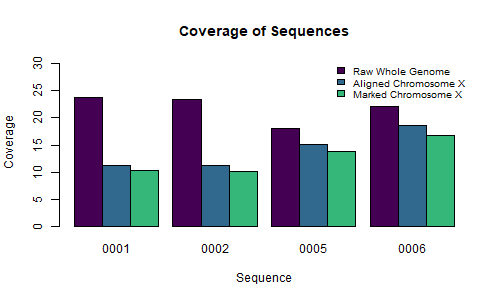 Coverage of Sequences
Raw Whole Genome
Aligned Chromosome X
Marked Chromosome X
Coverage
30
25
20
15
10
5
0
0001 0002 0005 0006
Sequence